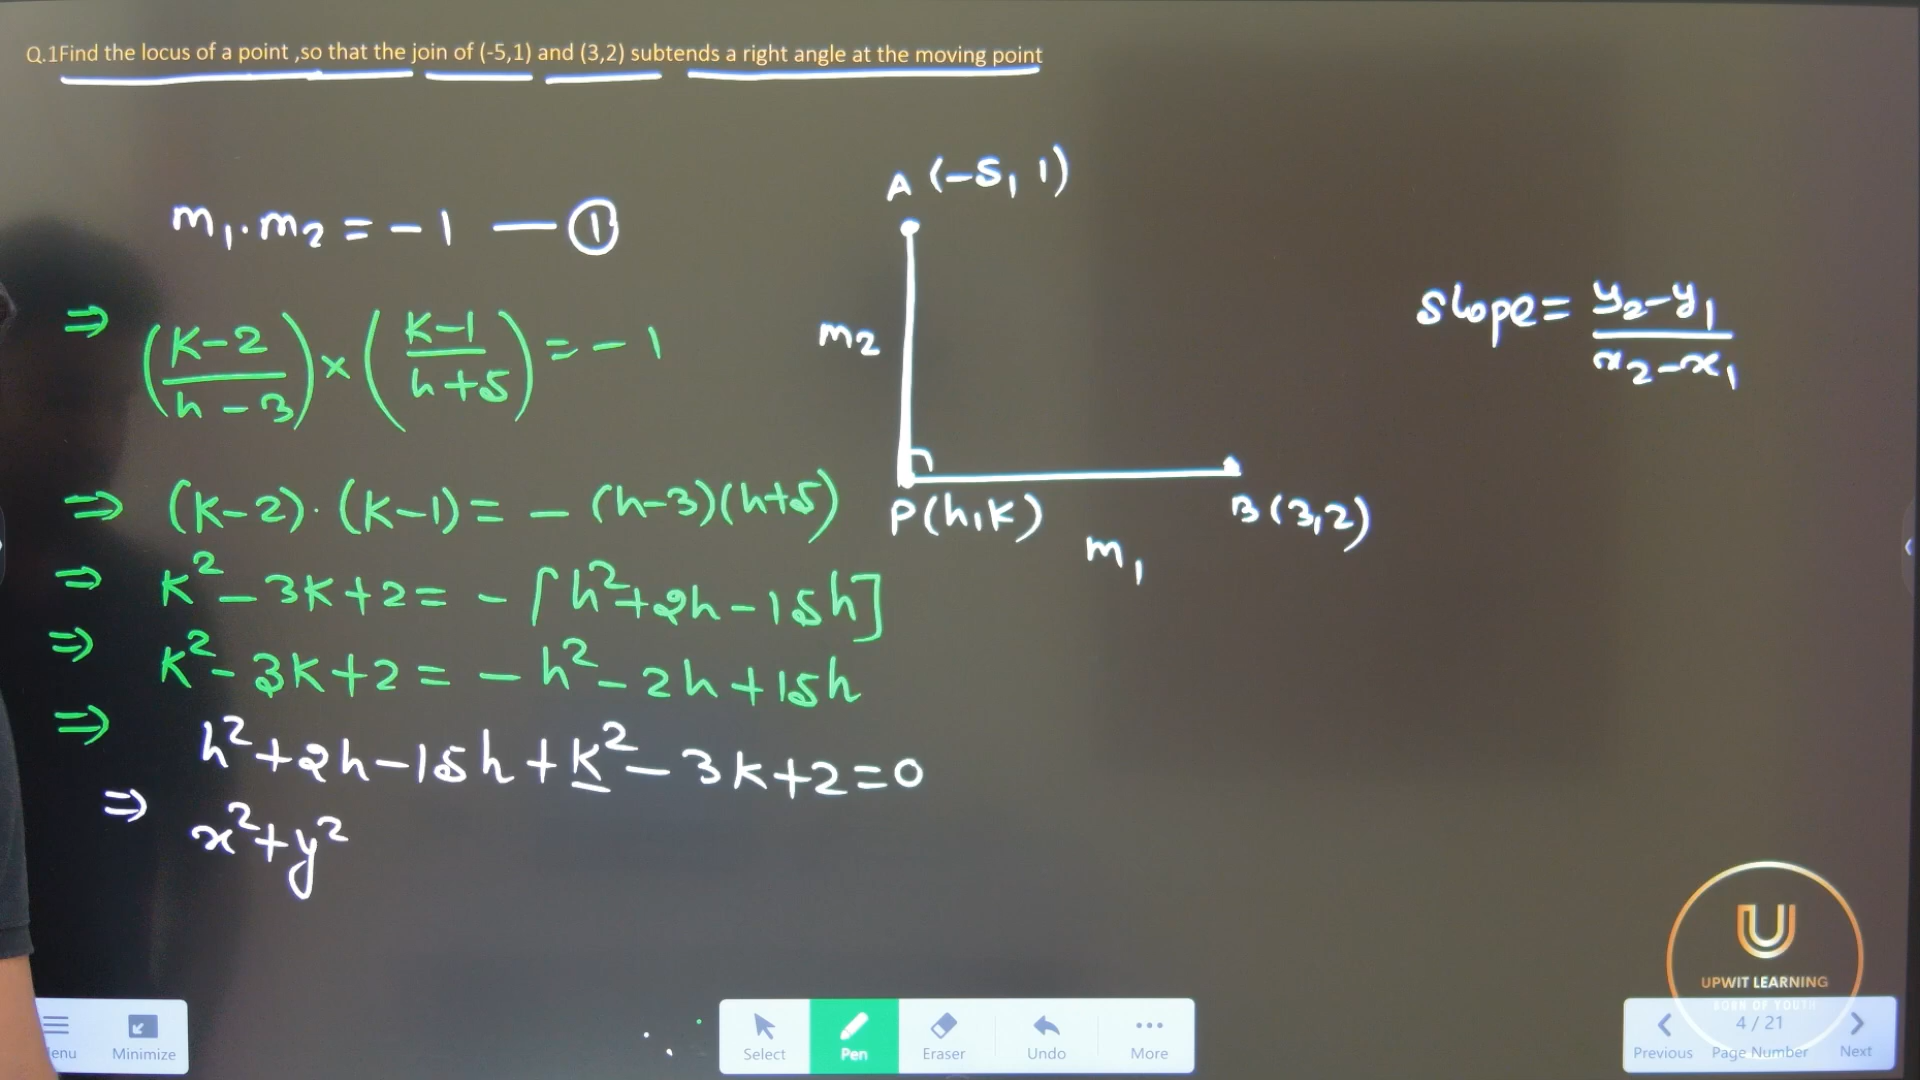 Q.1Find the locus of a point ,so that the join of (-5,1) and (3,2) subtends a right angle at the moving point
m₁.m₂ = -1 — ①
⇒ (K-2/h-3) × (K-1/h+5) = -1
⇒ (K-2).(K-1) = -(h-3)(h+5)
⇒ K²-3K+2 = -[h²+2h-15h]
⇒ K²-3K+2 = -h²-2h+15h
⇒ h²+2h-15h+K²-3K+2=0
⇒ x²+y²
A (-5, 1)
m₂
P(h,K)
m₁
B (3,2)
slope = y₂-y₁/x₂-x₁
UPWIT LEARNING
BORN OF YOUTH
enu
Minimize
Select
Pen
Eraser
Undo
More
4 / 21
Previous
Page Number
Next